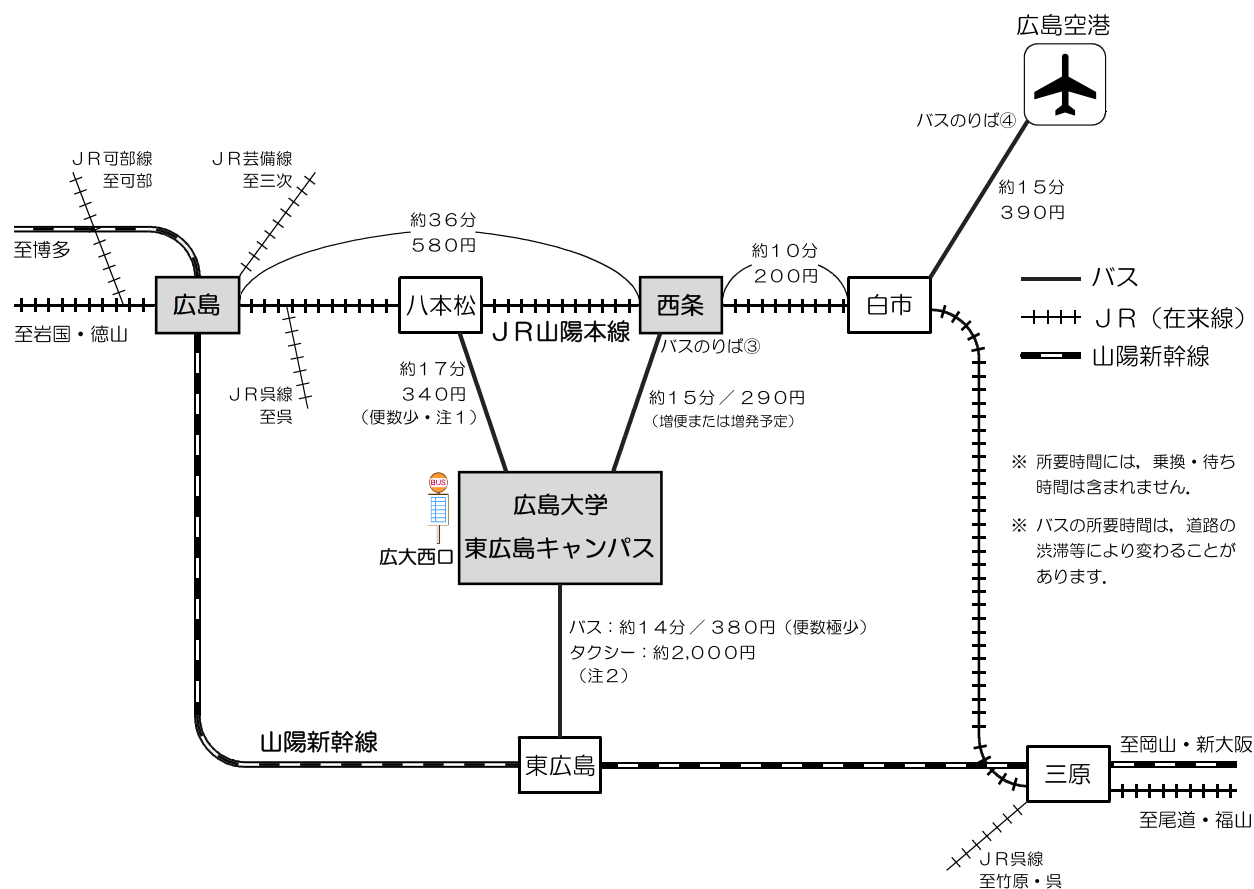 広島空港
バスのりば④
ＪＲ可部線
至可部
ＪＲ芸備線
至三次
約１５分
３９０円
約３６分
５８０円
約１０分
２００円
至博多
広島
八本松
西条
白市
バス
ＪＲ（在来線）
山陽新幹線
至岩国・徳山
ＪＲ山陽本線
バスのりば③
ＪＲ呉線
至呉
約１７分
３４０円
（便数少・注１）
約１５分／２９０円
（増便または増発予定）
※ 所要時間には，乗換・待ち
時間は含まれません．
※ バスの所要時間は，道路の
渋滞等により変わることが
あります．
BUS
広大西口
広島大学
東広島キャンパス
バス：約１４分／３８０円（便数極少）
タクシー：約２,０００円
（注２）
山陽新幹線
東広島
三原
至岡山・新大阪
至尾道・福山
ＪＲ呉線
至竹原・呉